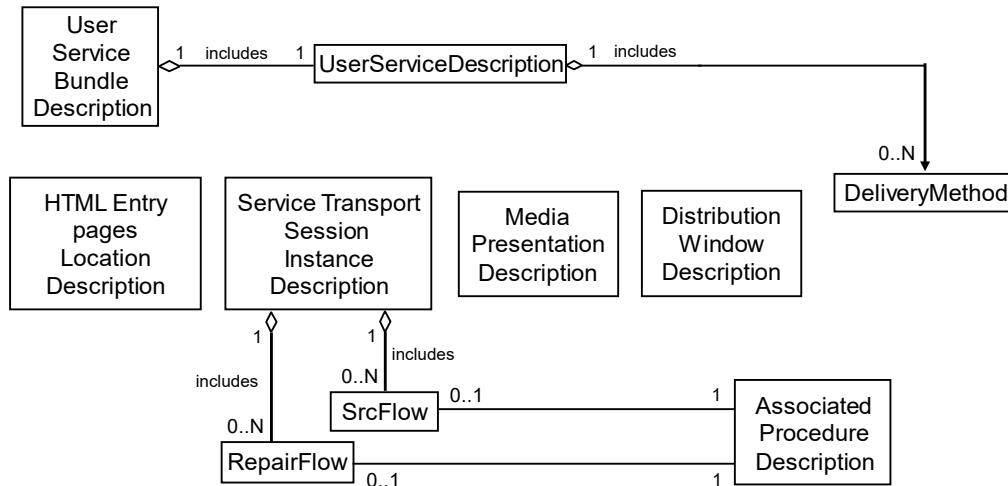 User
Service
Bundle
Description
1 includes 1
UserServiceDescription
1 includes
0..N
DeliveryMethod
HTML Entry
pages
Location
Description
Service Transport
Session
Instance
Description
Media
Presentation
Description
Distribution
Window
Description
1
includes
0..N
1
includes
0..N
SrcFlow
0..1 1
RepairFlow
0..1 1
Associated
Procedure
Description